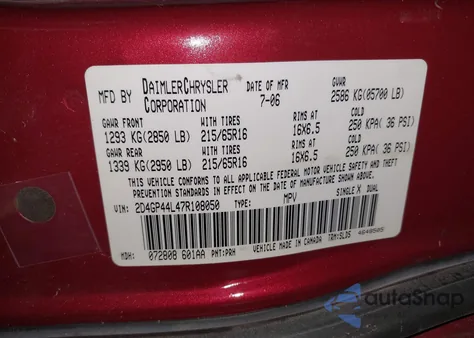 MFD BY DAIMLERCHRYSLER CORPORATION
DATE OF MFR 7-06
GVWR 2586 KG(05700 LB)
GAWR FRONT WITH TIRES RIMS AT COLD
1293 KG(2850 LB) 215/65R16 16X6.5 250 KPA( 36 PSI)
GAWR REAR WITH TIRES RIMS AT COLD
1339 KG(2950 LB) 215/65R16 16X6.5 250 KPA( 36 PSI)
THIS VEHICLE CONFORMS TO ALL APPLICABLE FEDERAL MOTOR VEHICLE SAFETY AND
PREVENTION STANDARDS IN EFFECT ON THE DATE OF MANUFACTURE SHOWN ABOVE.
VIN: 2D4GP44L47R108050 TYPE: MPV SINGLE X DUAL
MDH: 072808 601AA PNT:PRH VEHICLE MADE IN CANADA TRM:SLD5
autoSnap